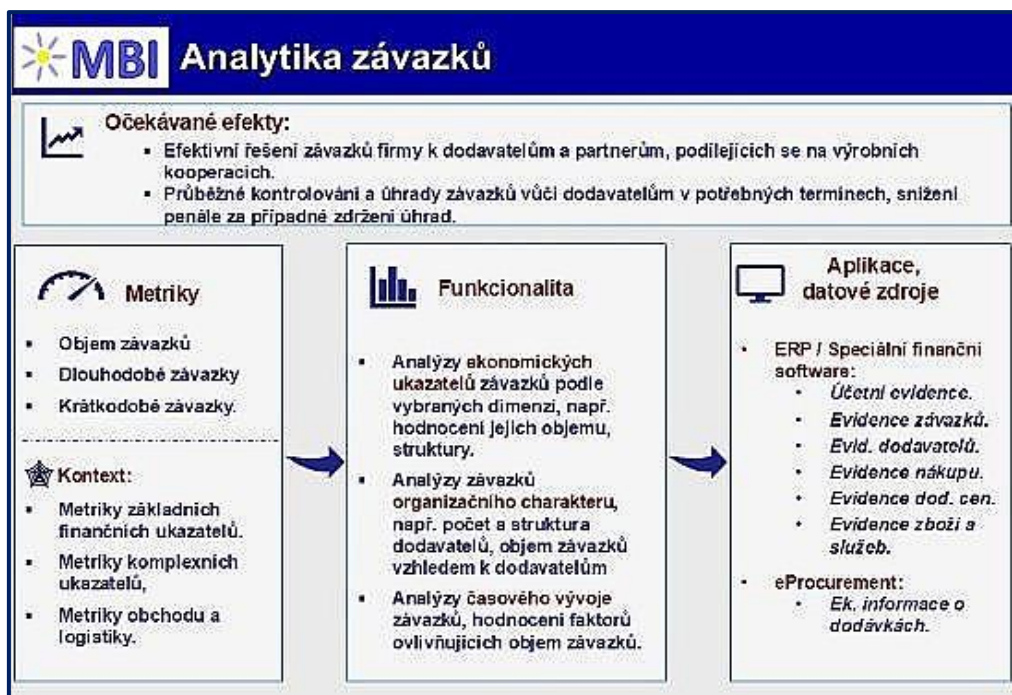 MBI Analytika závazků
Očekávané efekty:
▪ Efektivní řešení závazků firmy k dodavatelům a partnerům, podílejících se na výrobních
kooperacích.
▪ Průběžné kontrolování a úhrady závazků vůči dodavatelům v potřebných termínech, snížení
penále za případné zdržení úhrad.
Metriky
▪ Objem závazků
▪ Dlouhodobé závazky
▪ Krátkodobé závazky.
Kontext:
▪ Metriky základních
finančních ukazatelů.
▪ Metriky komplexních
ukazatelů,
▪ Metriky obchodu a
logistiky.
Funkcionalita
▪ Analýzy ekonomických
ukazatelů závazků podle
vybraných dimenzí, např.
hodnocení jejich objemu,
struktury.
▪ Analýzy závazků
organizačního charakteru,
např. počet a struktura
dodavatelů, objem závazků
vzhledem k dodavatelům
▪ Analýzy časového vývoje
závazků, hodnocení faktorů
ovlivňujících objem závazků.
Aplikace,
datové zdroje
• ERP / Speciální finanční
software:
• Účetní evidence.
• Evidence závazků.
• Evid. dodavatelů.
• Evidence nákupu.
• Evidence dod. cen.
• Evidence zboží a
služeb.
• eProcurement:
• Ek. informace o
dodávkách.